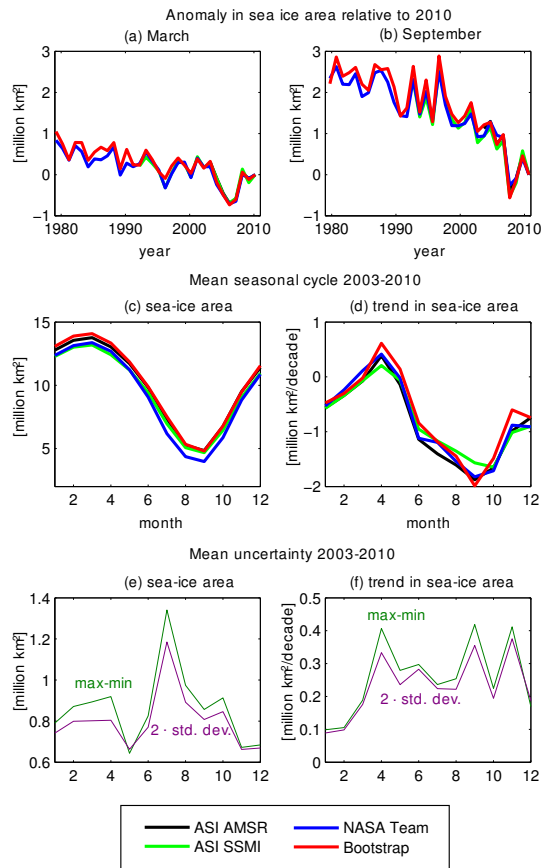 Anomaly in sea ice area relative to 2010
(a) March
(b) September
[million km²]
3
2
1
0
−1
1980 1990 2000 2010
year
[million km²]
3
2
1
0
−1
1980 1990 2000 2010
year
Mean seasonal cycle 2003-2010
(c) sea-ice area
(d) trend in sea-ice area
[million km²]
15
10
5
2 4 6 8 10 12
month
[million km²/decade]
1
0
−1
−2
2 4 6 8 10 12
month
Mean uncertainty 2003-2010
(e) sea-ice area
(f) trend in sea-ice area
[million km²]
1.4
1.2
1
0.8
0.6
max-min
2 · std. dev.
2 4 6 8 10 12
[million km²/decade]
0.5
0.4
0.3
0.2
0.1
0
max-min
2 · std. dev.
2 4 6 8 10 12
ASI AMSR
ASI SSMI
NASA Team
Bootstrap